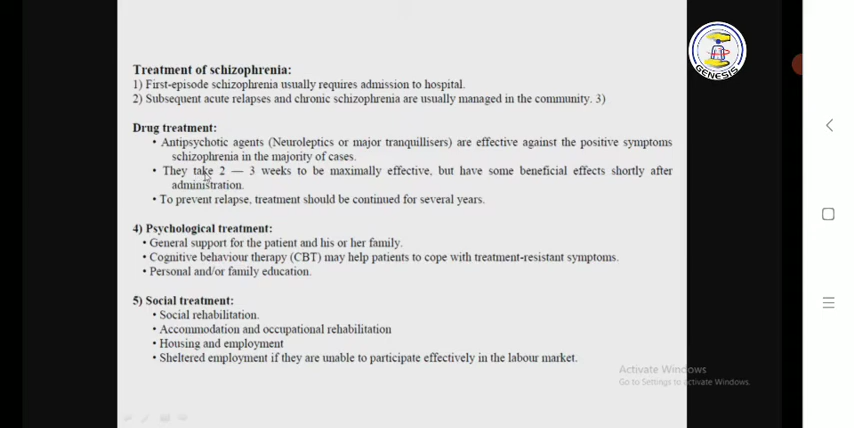 GENESIS
Treatment of schizophrenia:
1) First-episode schizophrenia usually requires admission to hospital.
2) Subsequent acute relapses and chronic schizophrenia are usually managed in the community. 3)
Drug treatment:
• Antipsychotic agents (Neuroleptics or major tranquillisers) are effective against the positive symptoms
schizophrenia in the majority of cases.
• They take 2 — 3 weeks to be maximally effective, but have some beneficial effects shortly after
administration.
• To prevent relapse, treatment should be continued for several years.
4) Psychological treatment:
• General support for the patient and his or her family.
• Cognitive behaviour therapy (CBT) may help patients to cope with treatment-resistant symptoms.
• Personal and/or family education.
5) Social treatment:
• Social rehabilitation.
• Accommodation and occupational rehabilitation
• Housing and employment
• Sheltered employment if they are unable to participate effectively in the labour market.
Activate Windows
Go to Settings to activate Windows.